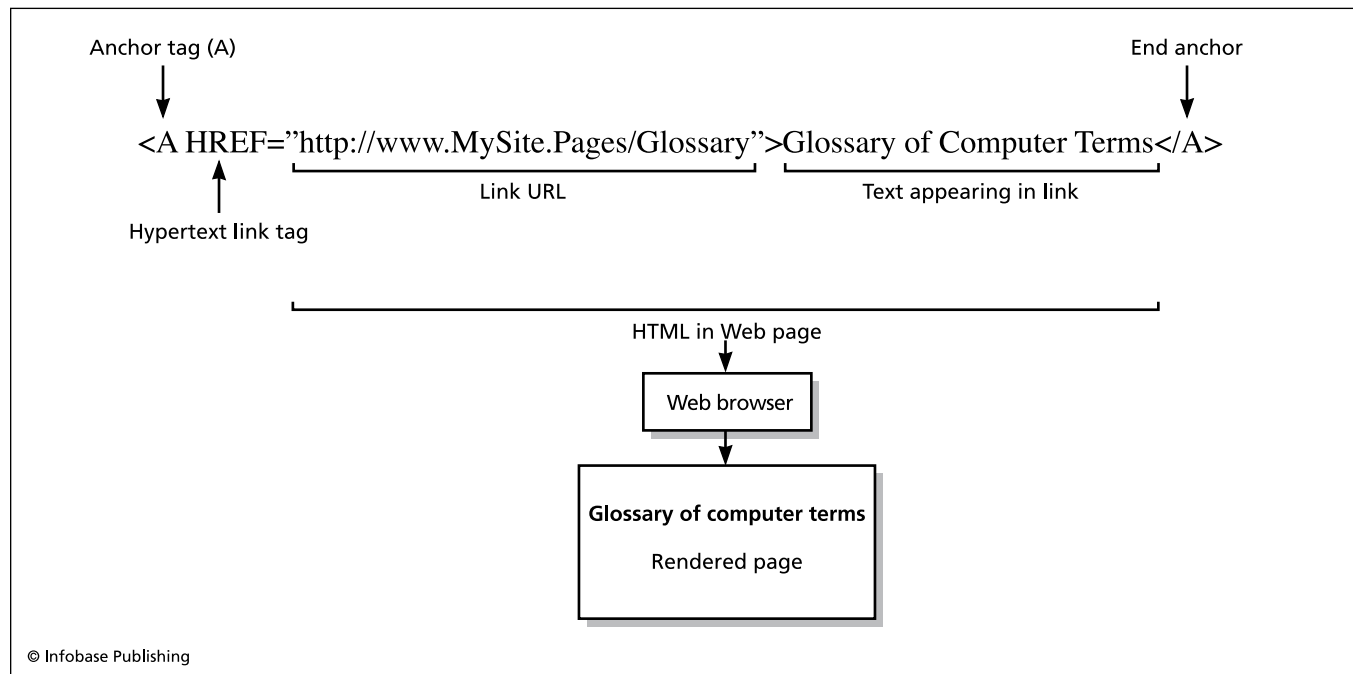 Anchor tag (A)
End anchor
<A HREF=”http://www.MySite.Pages/Glossary”>Glossary of Computer Terms</A>
Link URL
Text appearing in link
Hypertext link tag
HTML in Web page
Web browser
Glossary of computer terms
Rendered page
© Infobase Publishing